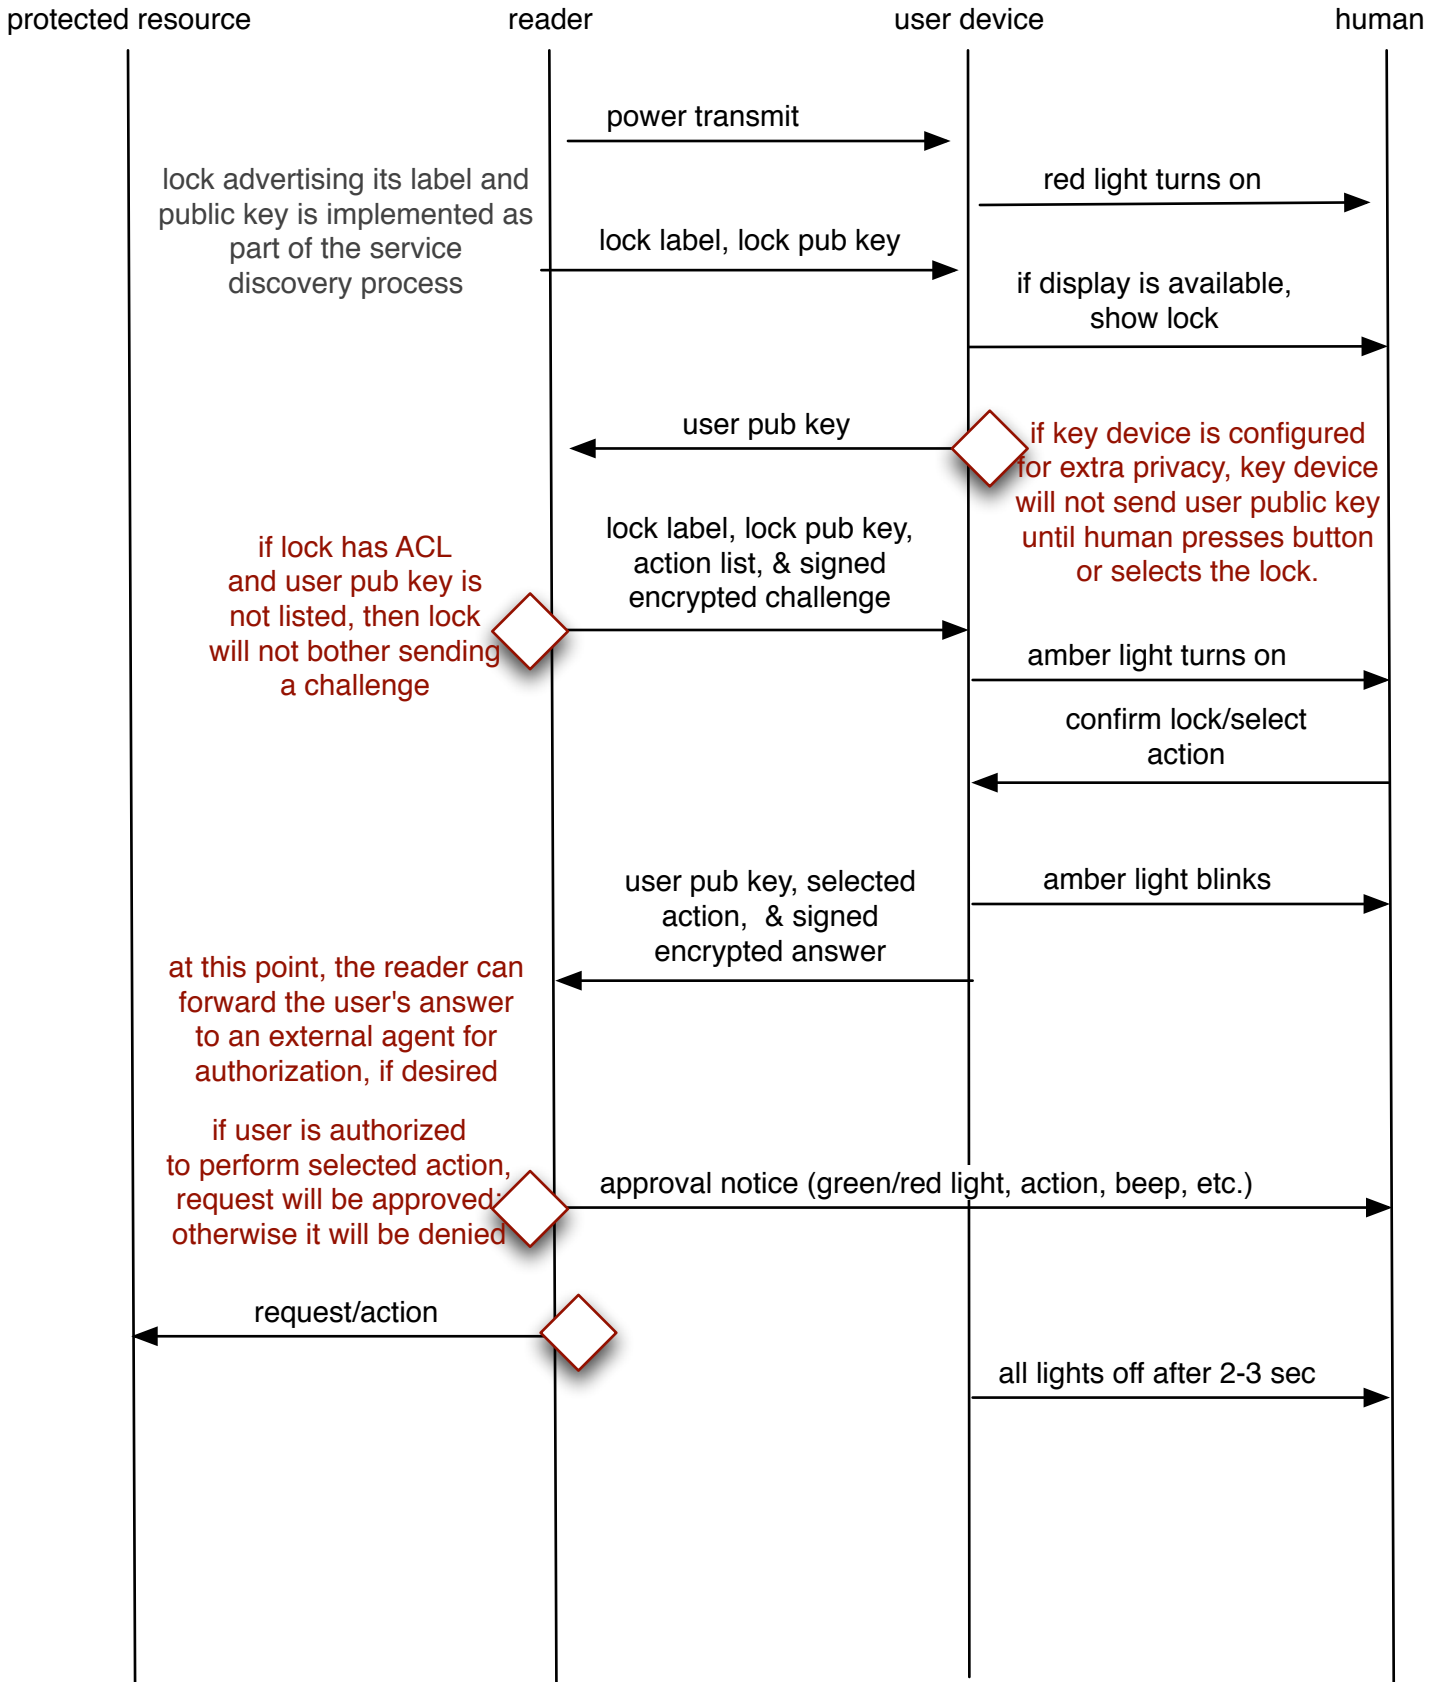 protected resource
reader
user device
human
power transmit
lock advertising its label and
public key is implemented as
part of the service
discovery process
red light turns on
lock label, lock pub key
if display is available,
show lock
user pub key
if key device is configured
for extra privacy, key device
will not send user public key
until human presses button
or selects the lock.
lock label, lock pub key,
action list, & signed
encrypted challenge
if lock has ACL
and user pub key is
not listed, then lock
will not bother sending
a challenge
amber light turns on
confirm lock/select
action
user pub key, selected
action, & signed
encrypted answer
amber light blinks
at this point, the reader can
forward the user's answer
to an external agent for
authorization, if desired
if user is authorized
to perform selected action,
request will be approved;
otherwise it will be denied
approval notice (green/red light, action, beep, etc.)
request/action
all lights off after 2-3 sec